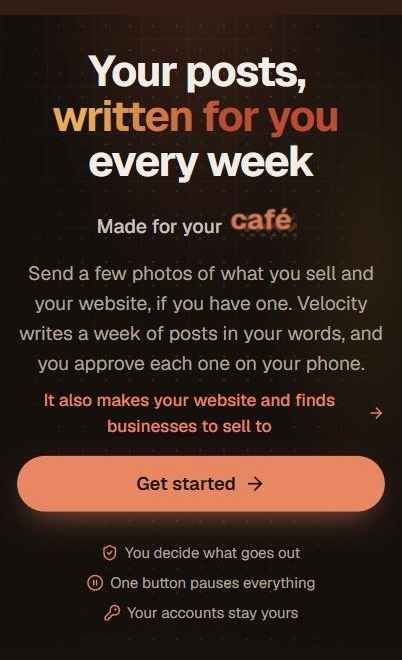 Your posts,
written for you
every week
Made for your café
Send a few photos of what you sell and
your website, if you have one. Velocity
writes a week of posts in your words, and
you approve each one on your phone.
It also makes your website and finds
businesses to sell to
Get started
You decide what goes out
One button pauses everything
Your accounts stay yours